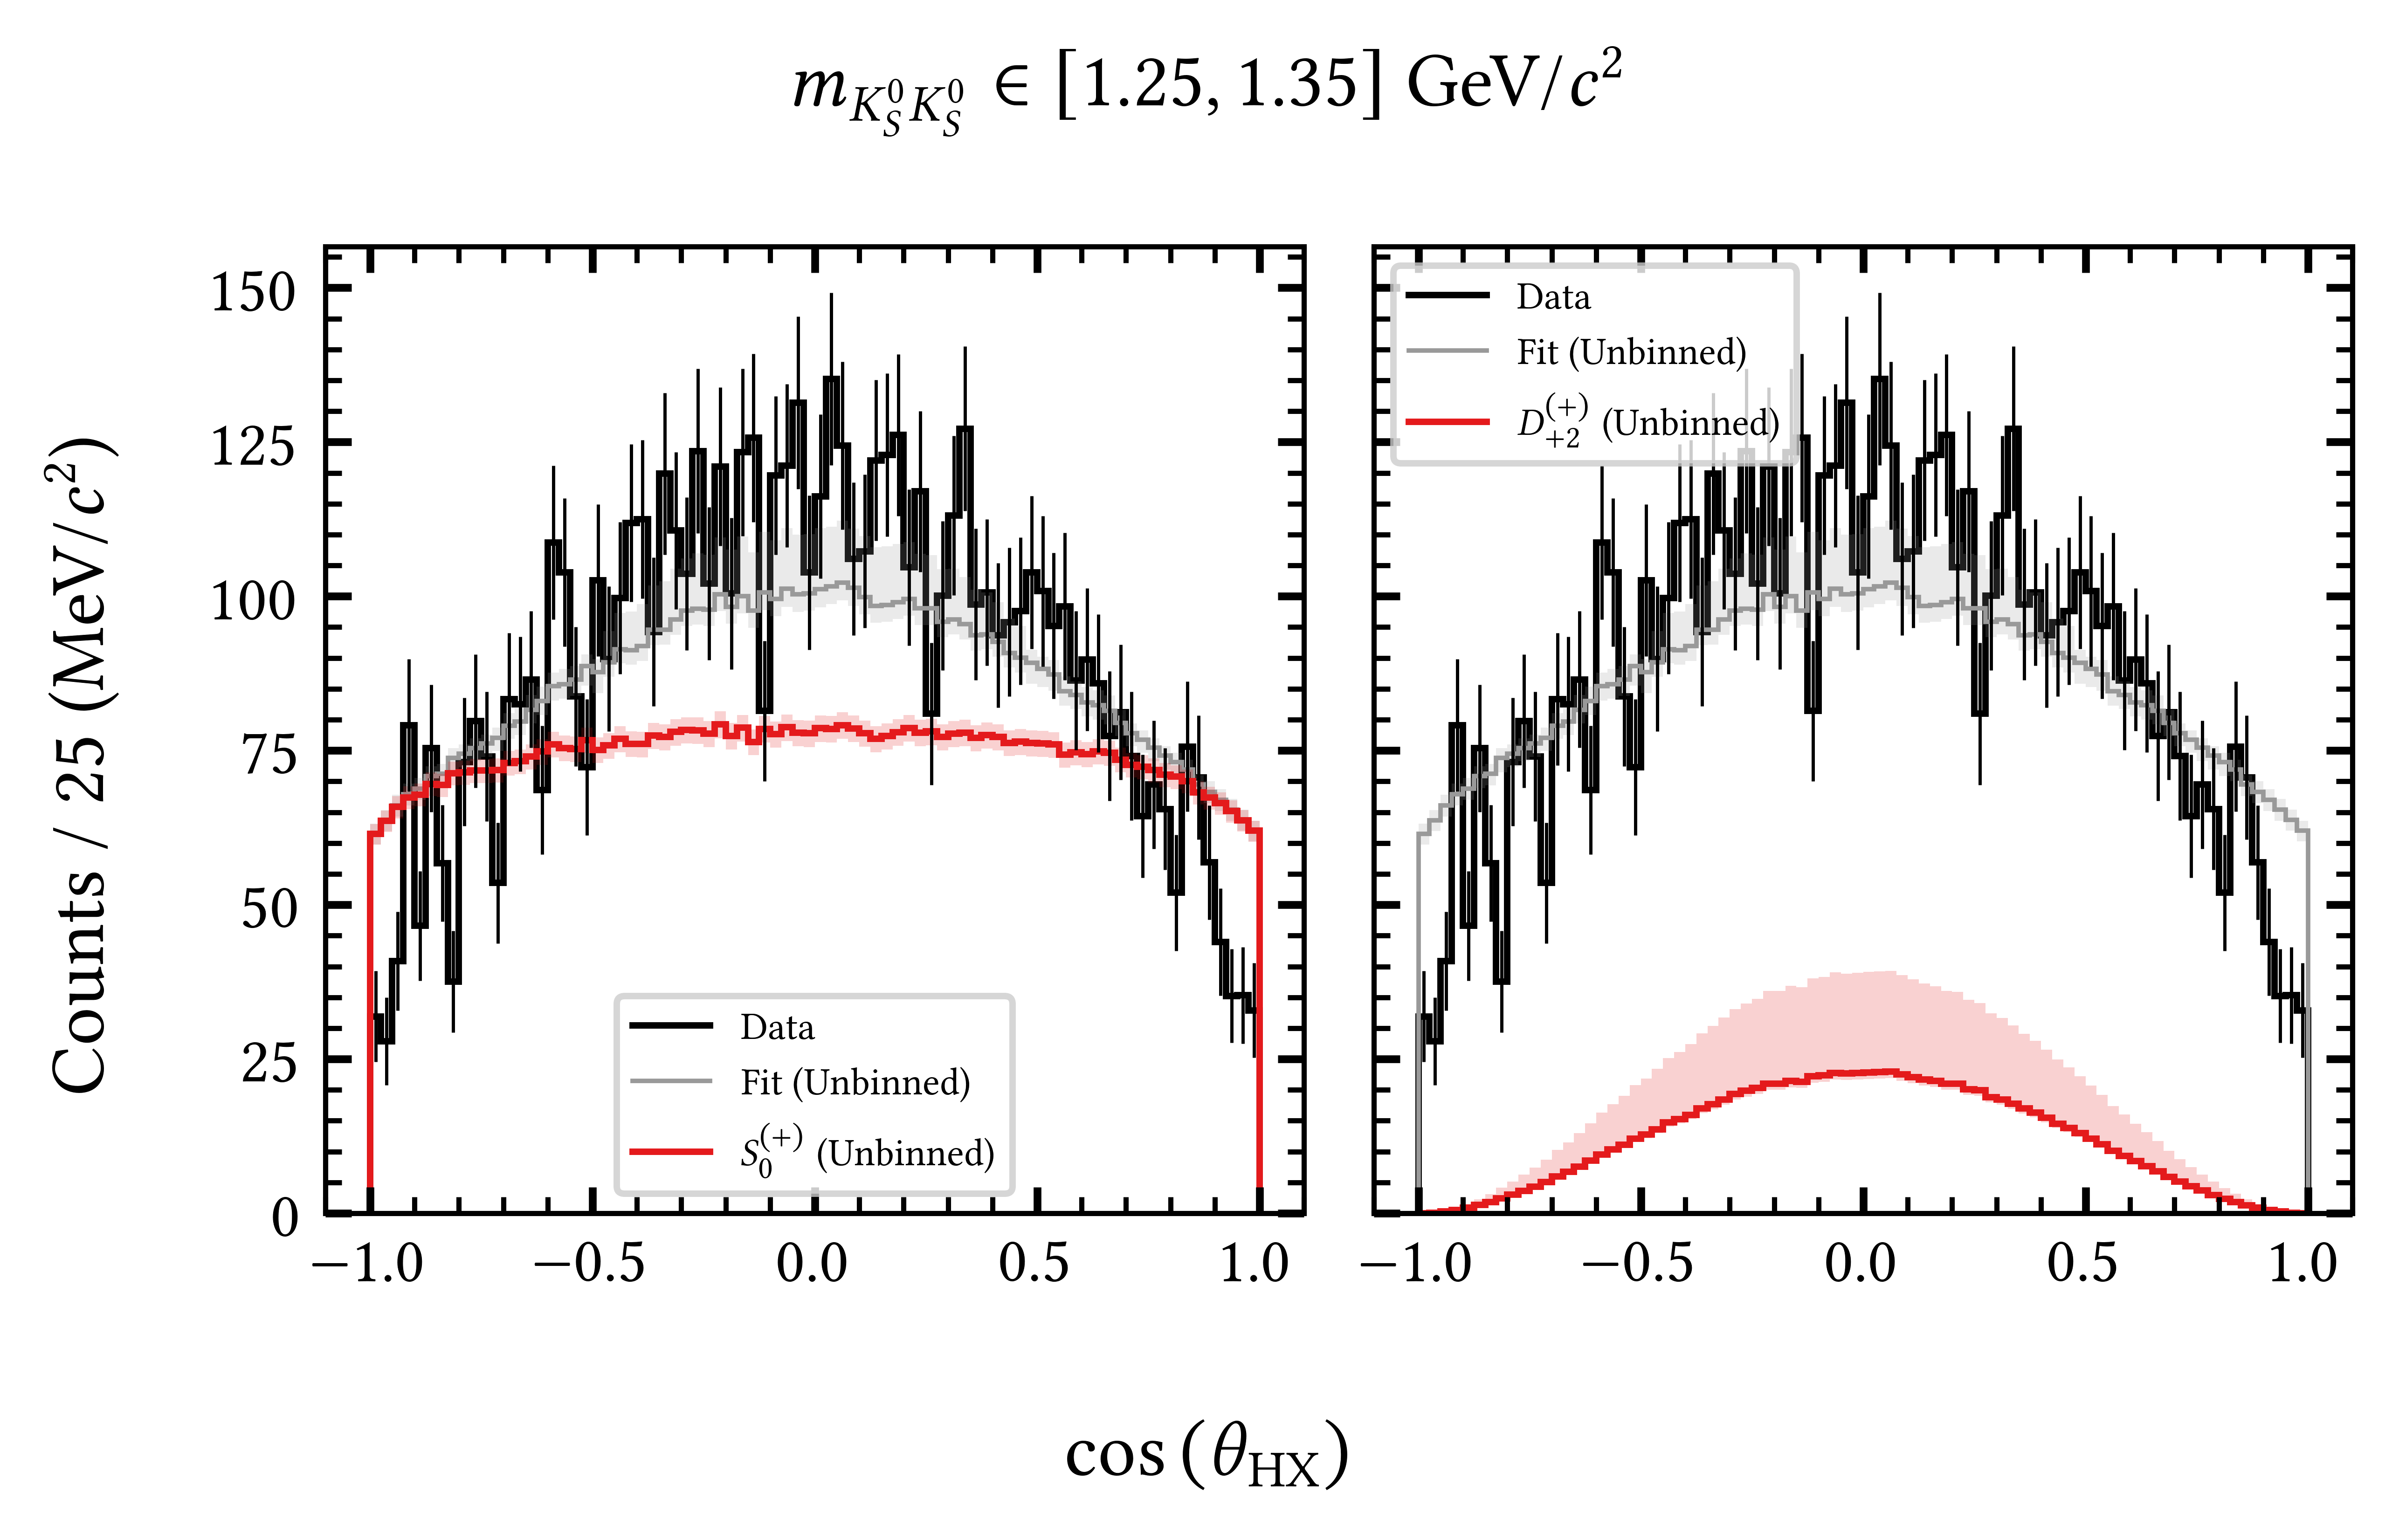 m_{K_S^0 K_S^0} ∈ [1.25, 1.35] GeV/c²
Counts / 25 (MeV/c²)
150
125
100
75
50
25
0
Data
Fit (Unbinned)
S_0^{(+)} (Unbinned)
−1.0 −0.5 0.0 0.5 1.0
Data
Fit (Unbinned)
D_{+2}^{(+)} (Unbinned)
−1.0 −0.5 0.0 0.5 1.0
cos (θ_{HX})